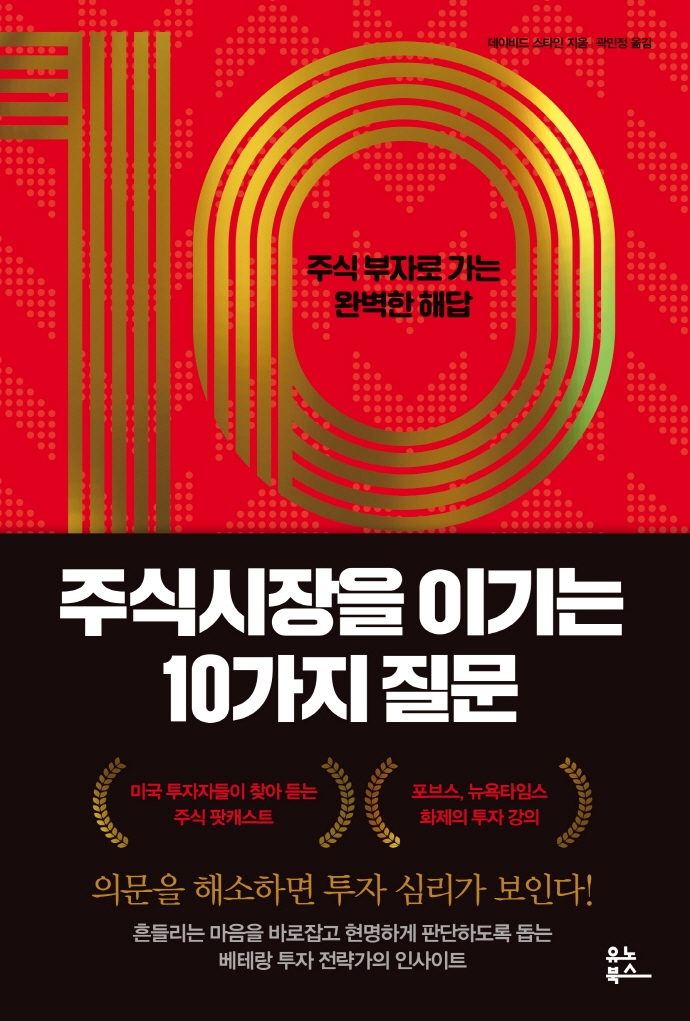 데이비드 스타인 지음 곽민정 옮김
10
주식 부자로 가는
완벽한 해답
주식시장을 이기는
10가지 질문
미국 투자자들이 찾아 듣는
주식 팟캐스트
포브스, 뉴욕타임스
화제의 투자 강의
의문을 해소하면 투자 심리가 보인다!
흔들리는 마음을 바로잡고 현명하게 판단하도록 돕는
베테랑 투자 전략가의 인사이트
유노
북스